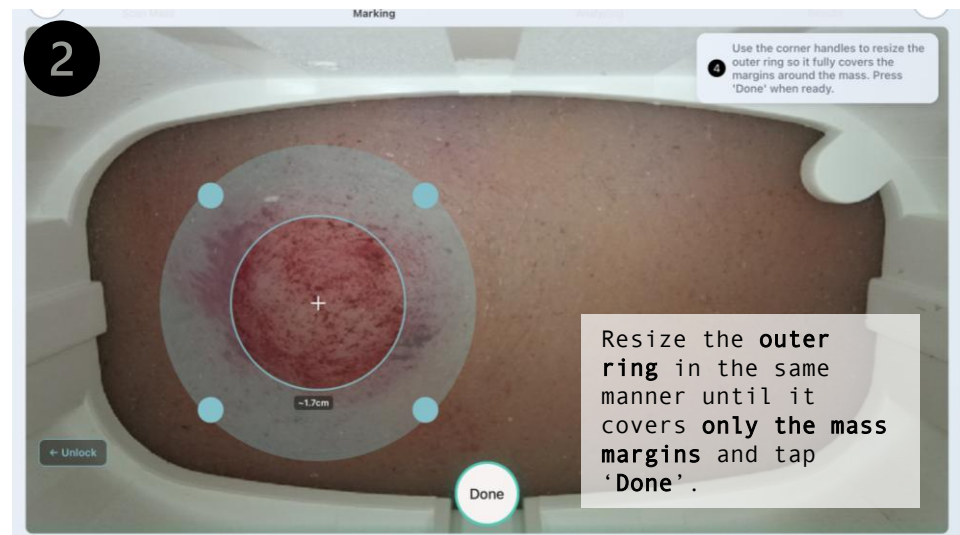 Marking
2
4
Use the corner handles to resize the
outer ring so it fully covers the
margins around the mass. Press
'Done' when ready.
~1.7cm
Resize the outer
ring in the same
manner until it
covers only the mass
margins and tap
‘Done’.
← Unlock
Done